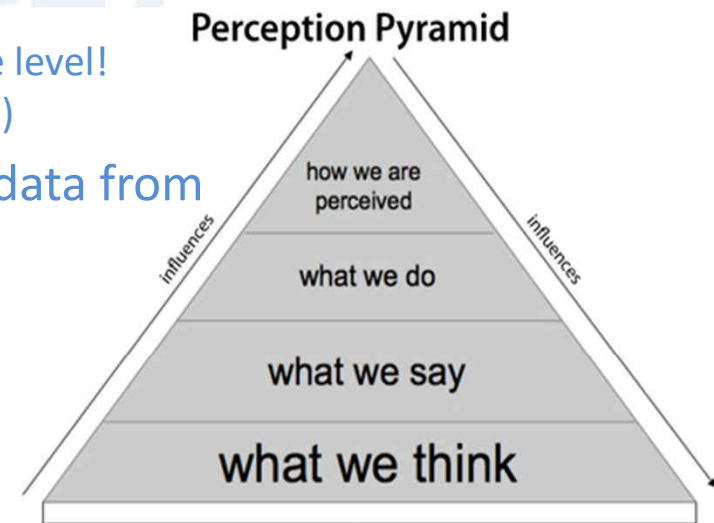 Perception Pyramid
level!
)
data from
how we are
perceived
influences
influences
what we do
what we say
what we think